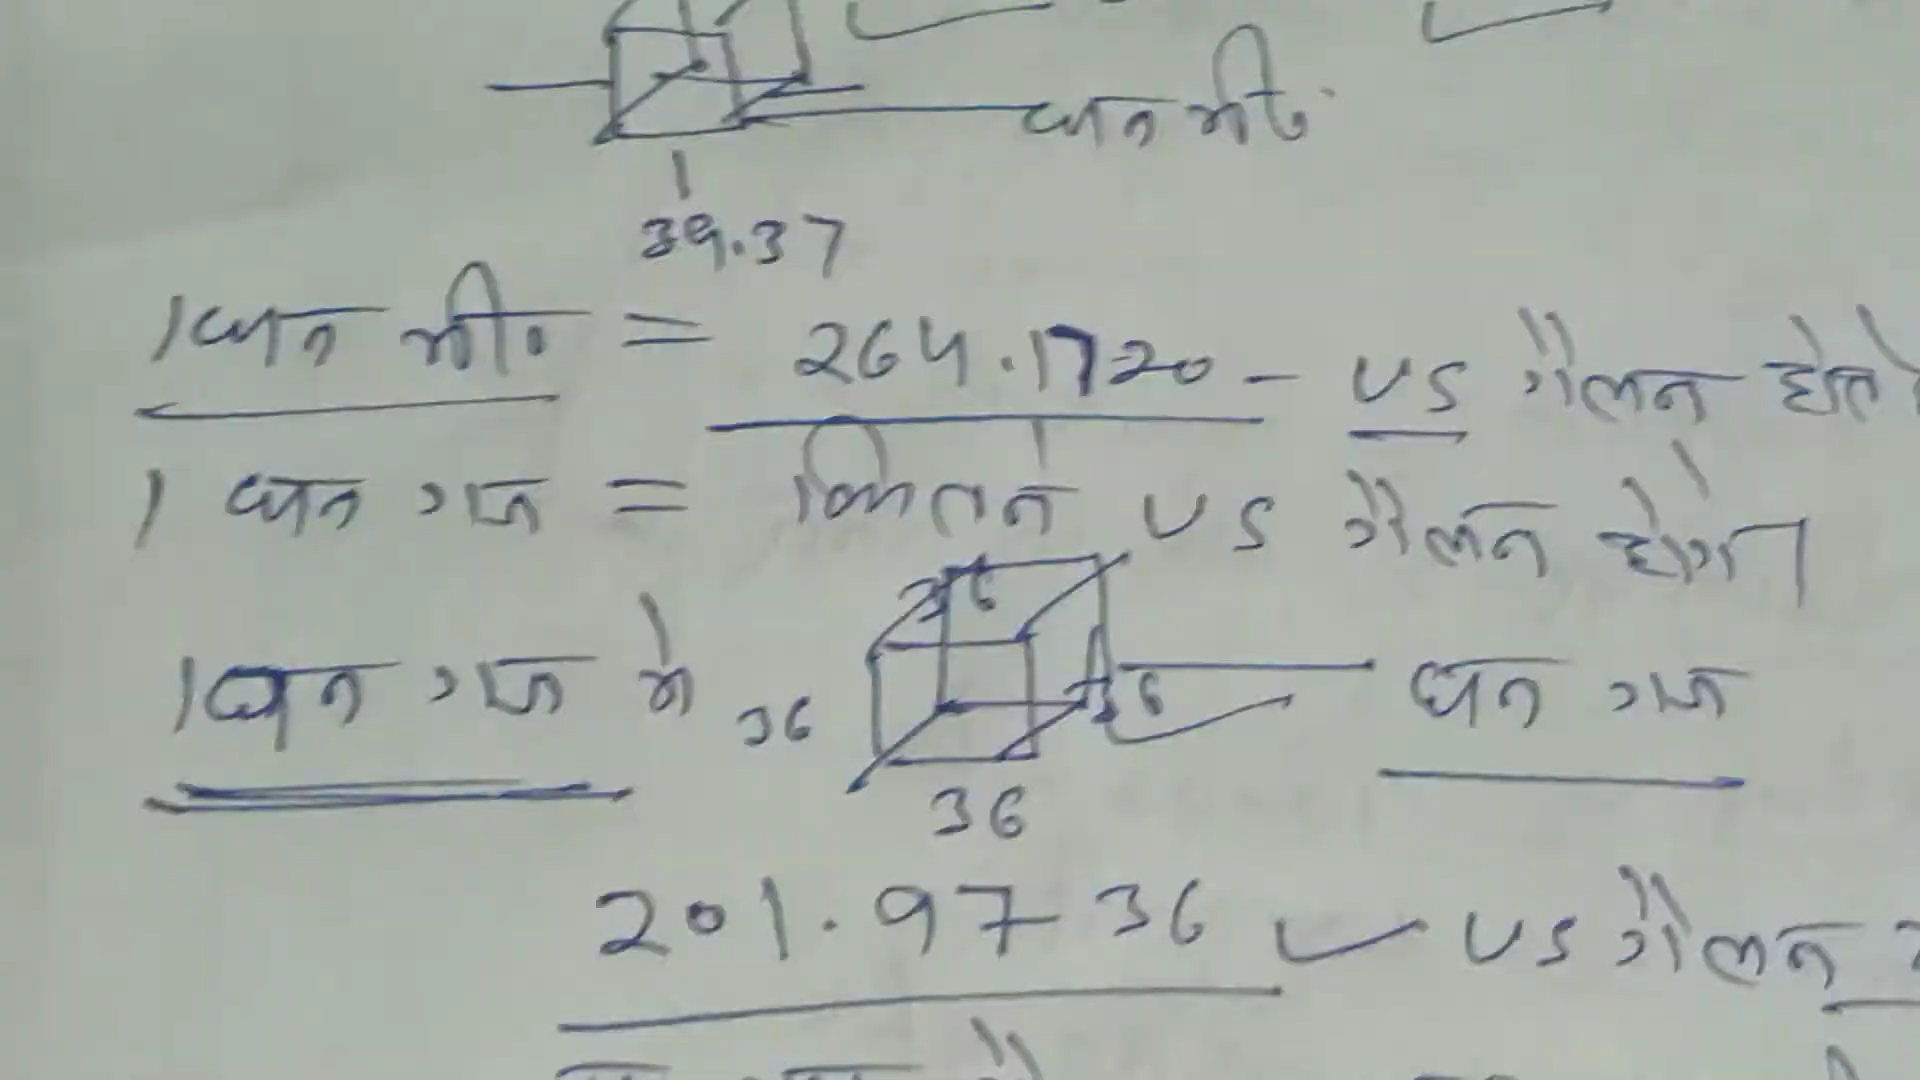 घन मी०
39.37
1 घन मी० = 264.1720 - US गैलन होते
1 घन गज = कितने US गैलन होंगे
36
1 घन गज में 36 36 घन गज
36
201.9736 US गैलन